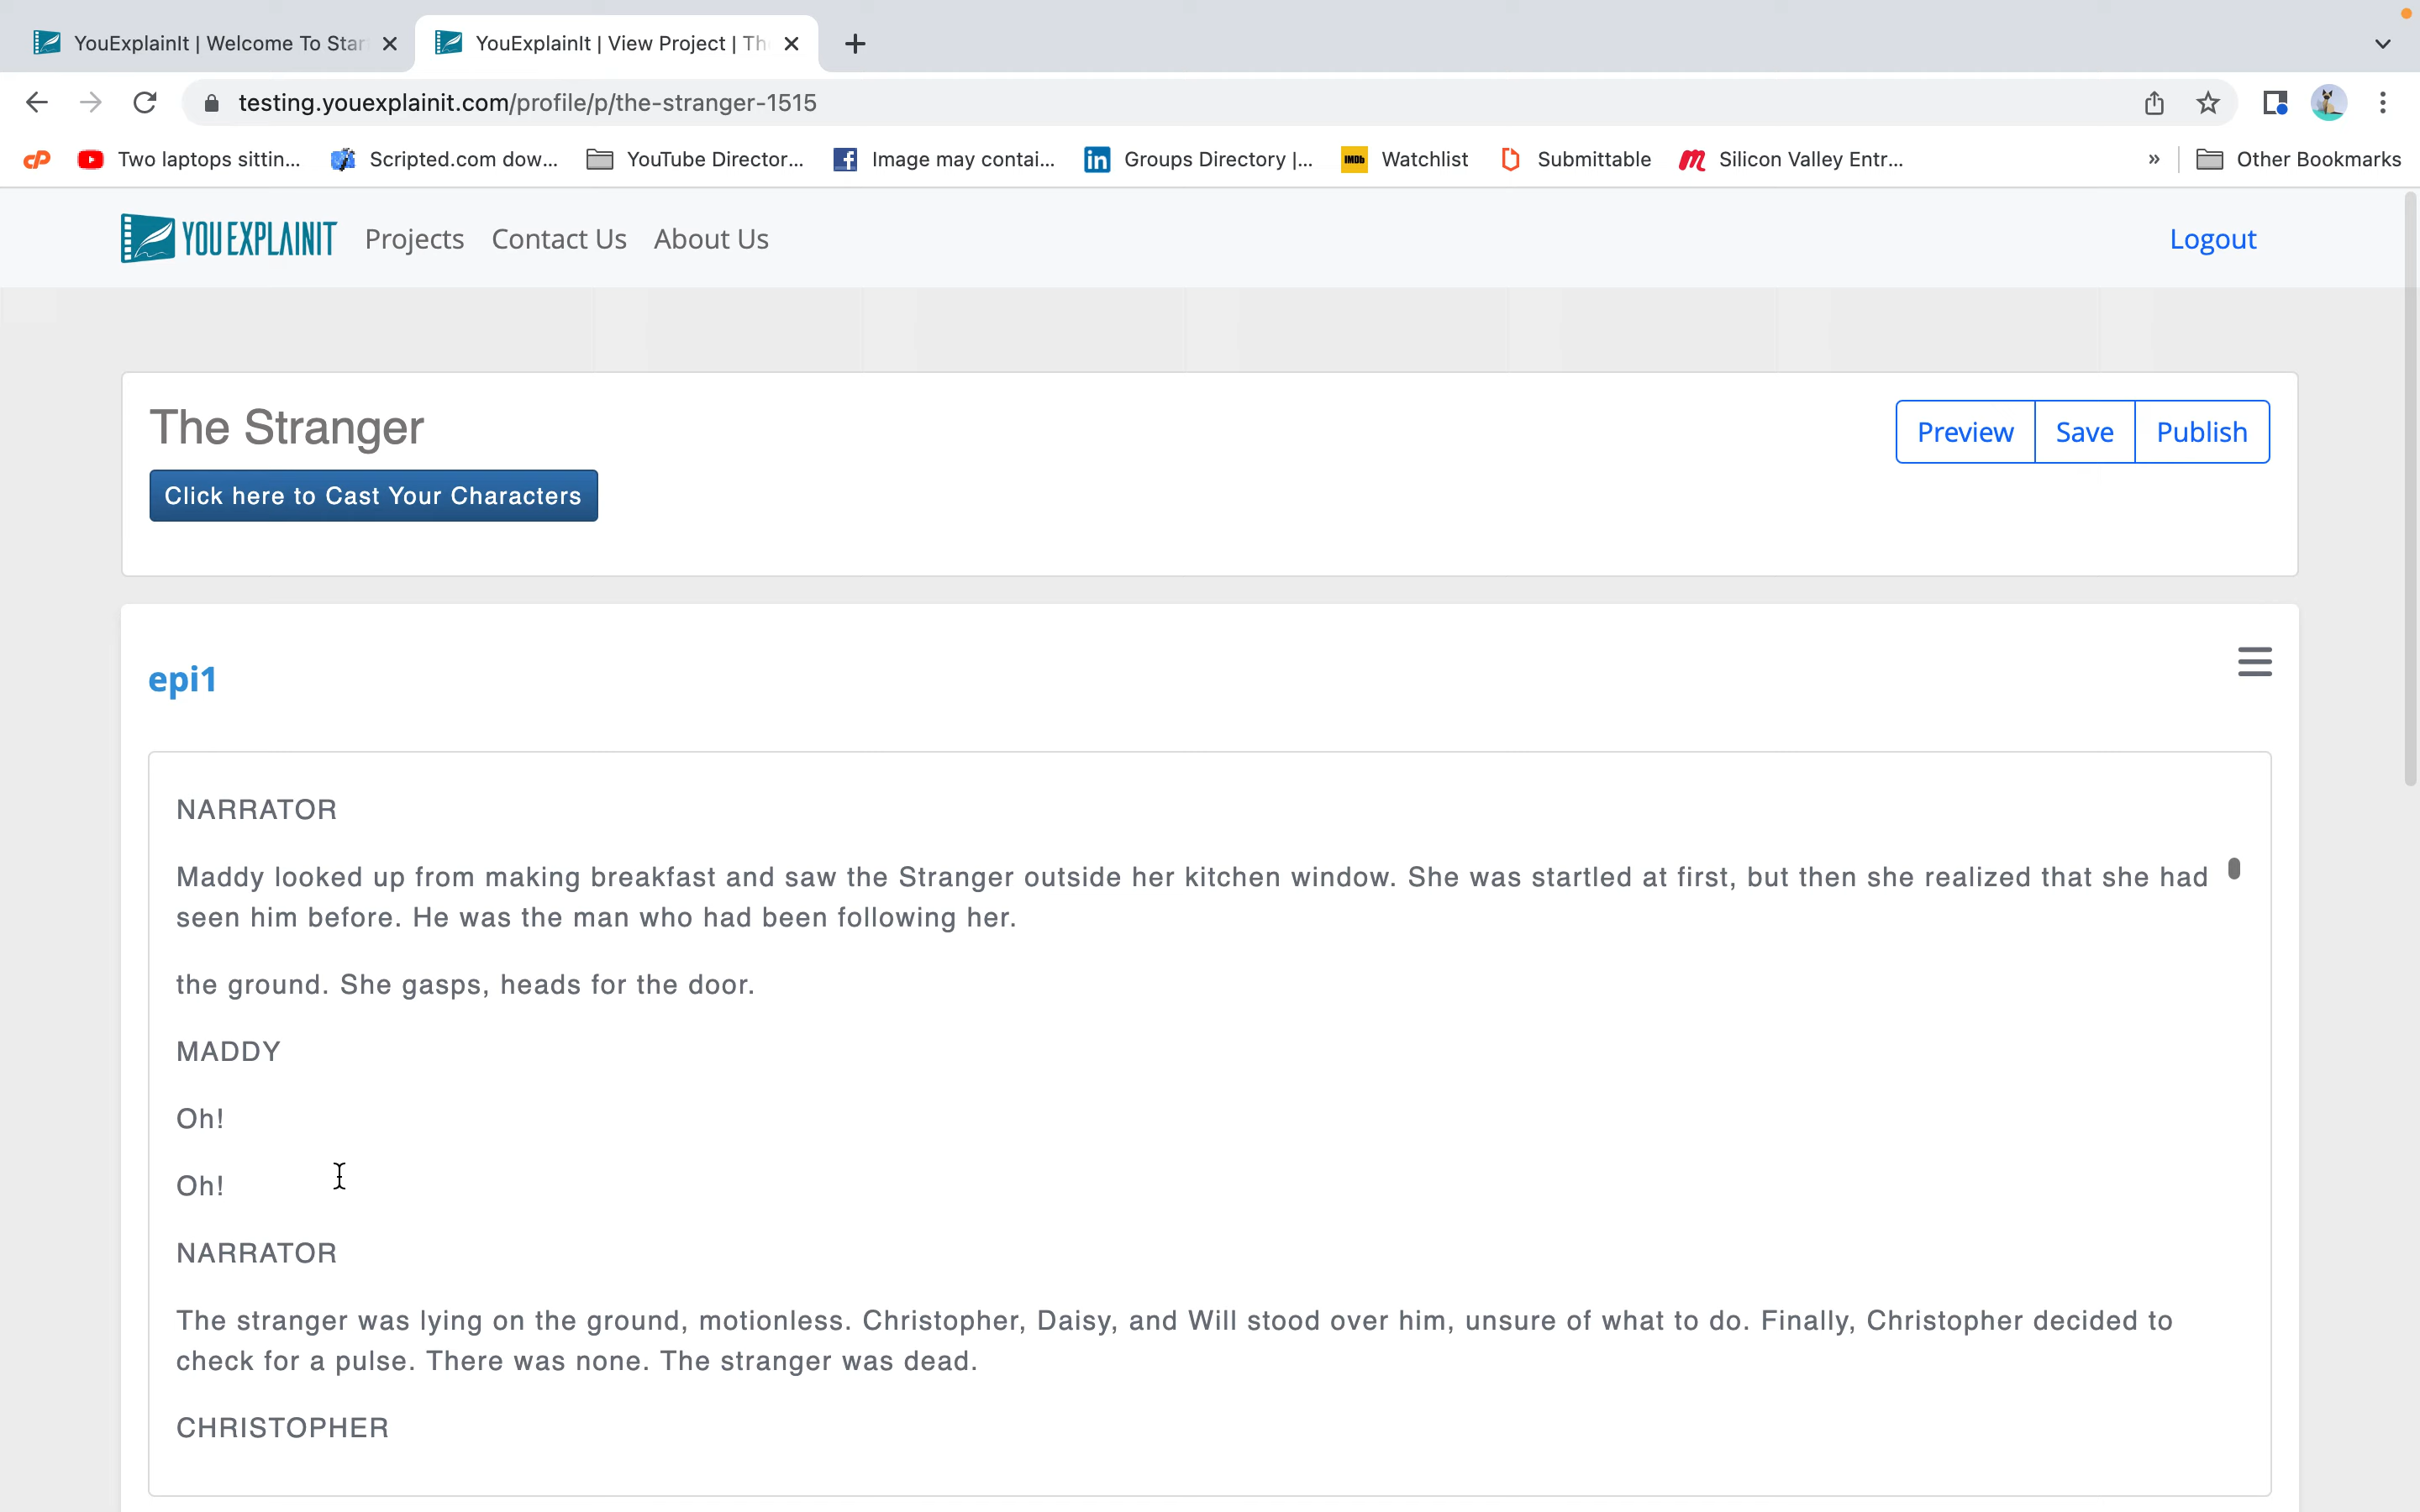 YouExplainIt | Welcome To Star
YouExplainIt | View Project | Th
testing.youexplainit.com/profile/p/the-stranger-1515
cP
Two laptops sittin...
Scripted.com dow...
YouTube Director...
Image may contai...
Groups Directory |...
IMDb Watchlist
Submittable
Silicon Valley Entr...
»
Other Bookmarks
YOUEXPLAINIT
Projects
Contact Us
About Us
Logout
The Stranger
Preview
Save
Publish
Click here to Cast Your Characters
epi1
NARRATOR
Maddy looked up from making breakfast and saw the Stranger outside her kitchen window. She was startled at first, but then she realized that she had
seen him before. He was the man who had been following her.
the ground. She gasps, heads for the door.
MADDY
Oh!
Oh!
NARRATOR
The stranger was lying on the ground, motionless. Christopher, Daisy, and Will stood over him, unsure of what to do. Finally, Christopher decided to
check for a pulse. There was none. The stranger was dead.
CHRISTOPHER